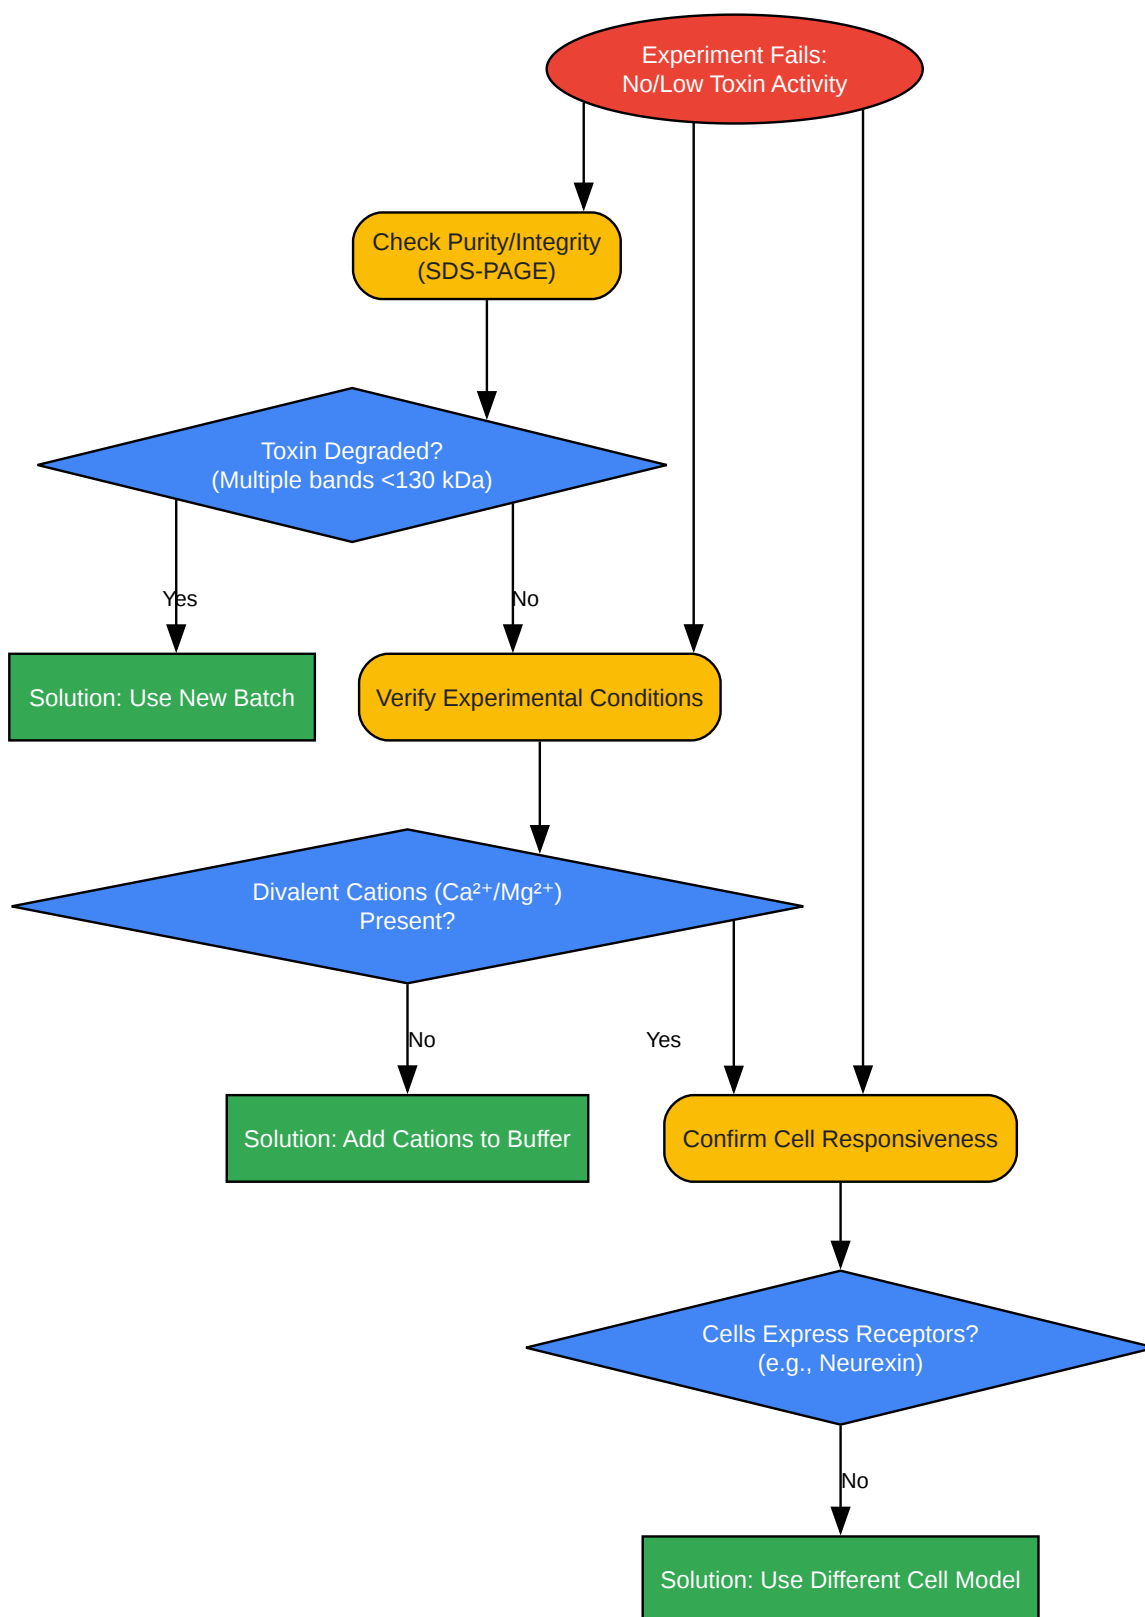 Experiment Fails:
No/Low Toxin Activity
Check Purity/Integrity
(SDS-PAGE)
Toxin Degraded?
(Multiple bands <130 kDa)
Yes
No
Solution: Use New Batch
Verify Experimental Conditions
Divalent Cations (Ca²⁺/Mg²⁺)
Present?
No
Yes
Solution: Add Cations to Buffer
Confirm Cell Responsiveness
Cells Express Receptors?
(e.g., Neurexin)
No
Solution: Use Different Cell Model